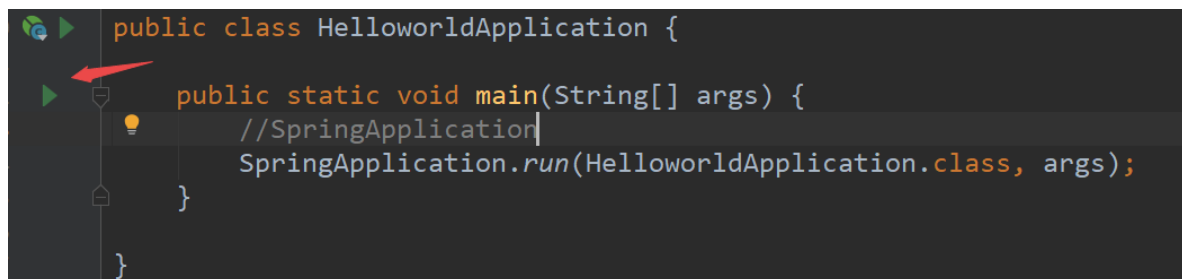 public class HelloworldApplication {
public static void main(String[] args) {
//SpringApplication
SpringApplication.run(HelloworldApplication.class, args);
}
}